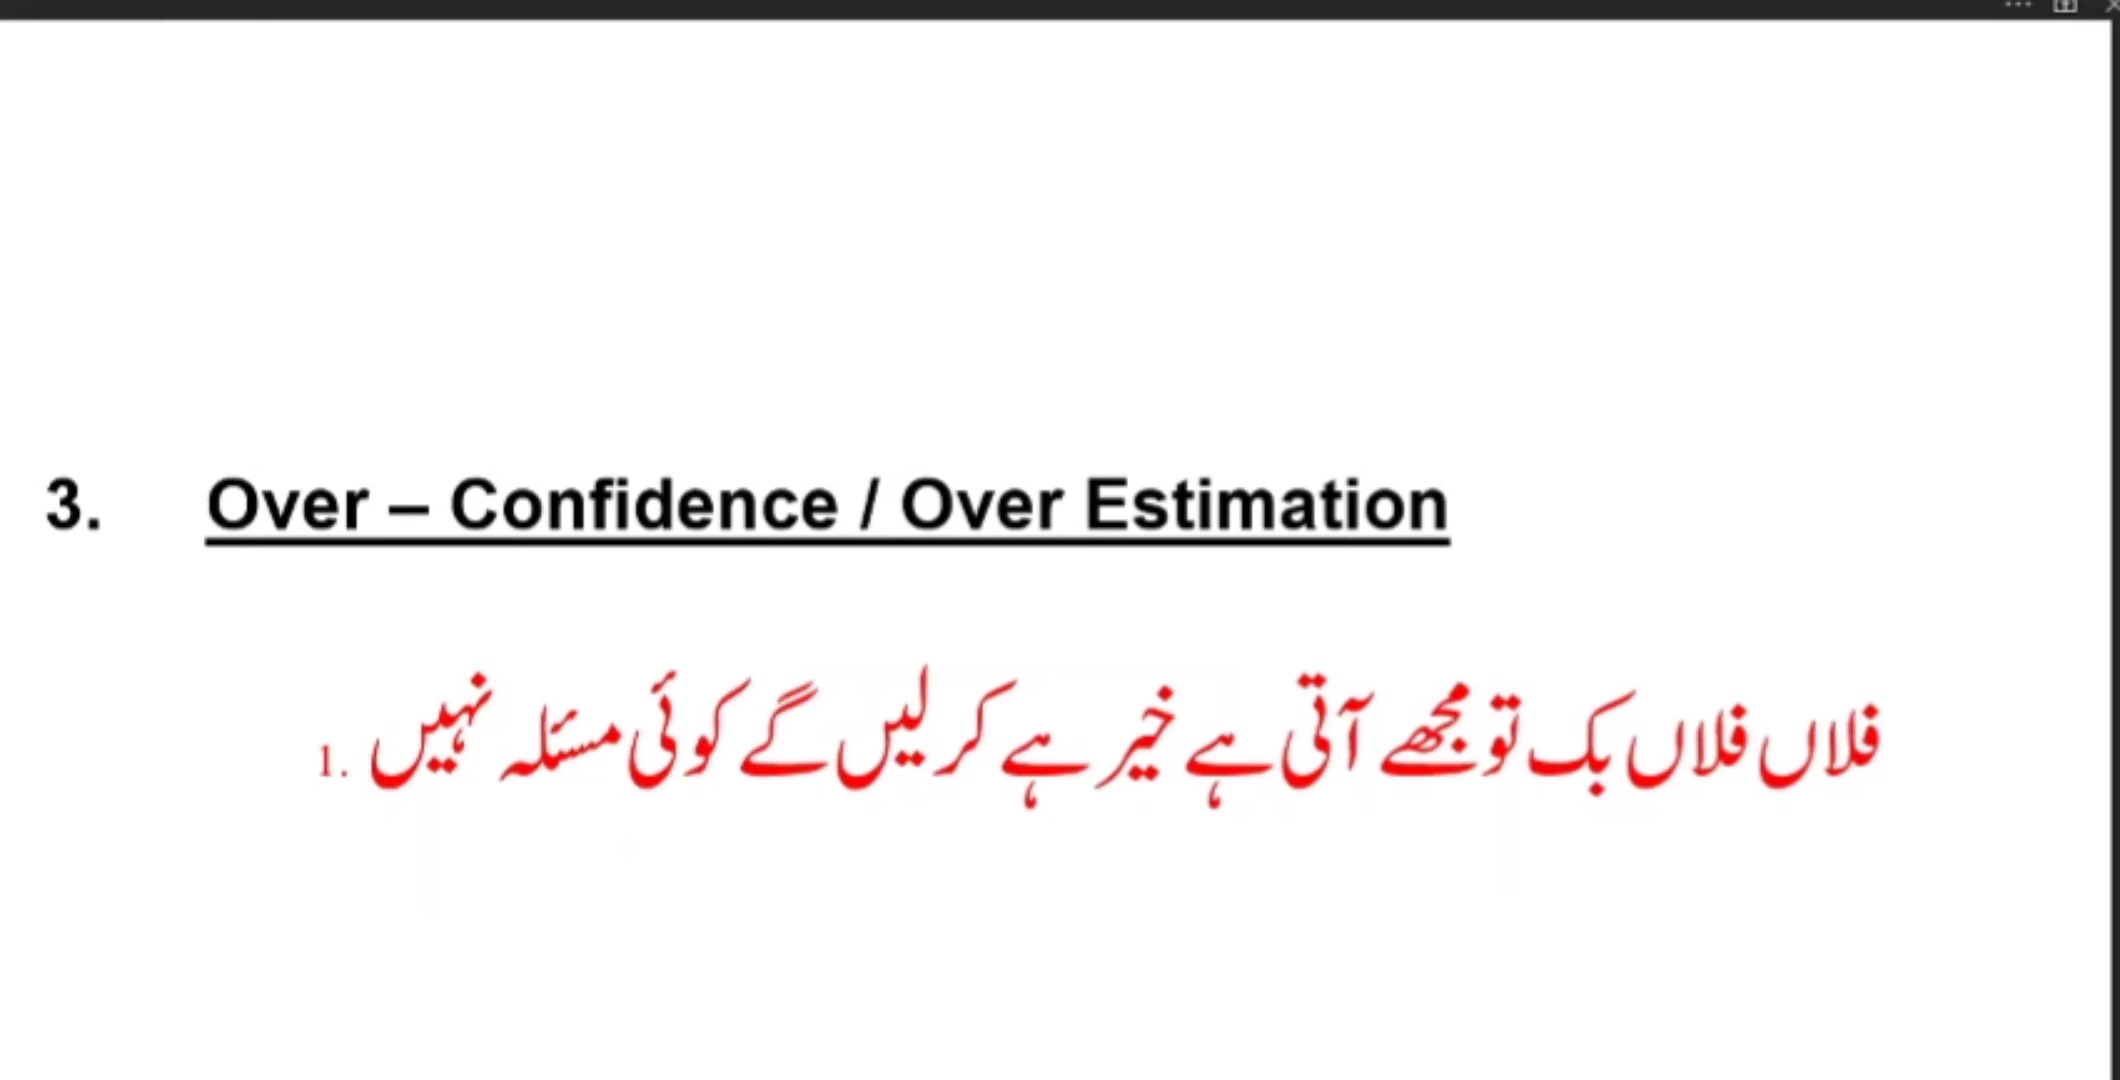 3. Over – Confidence / Over Estimation
فلاں فلاں بک تو مجھے آتی ہے خیر ہے کر لیں گے کوئی مسئلہ نہیں .1